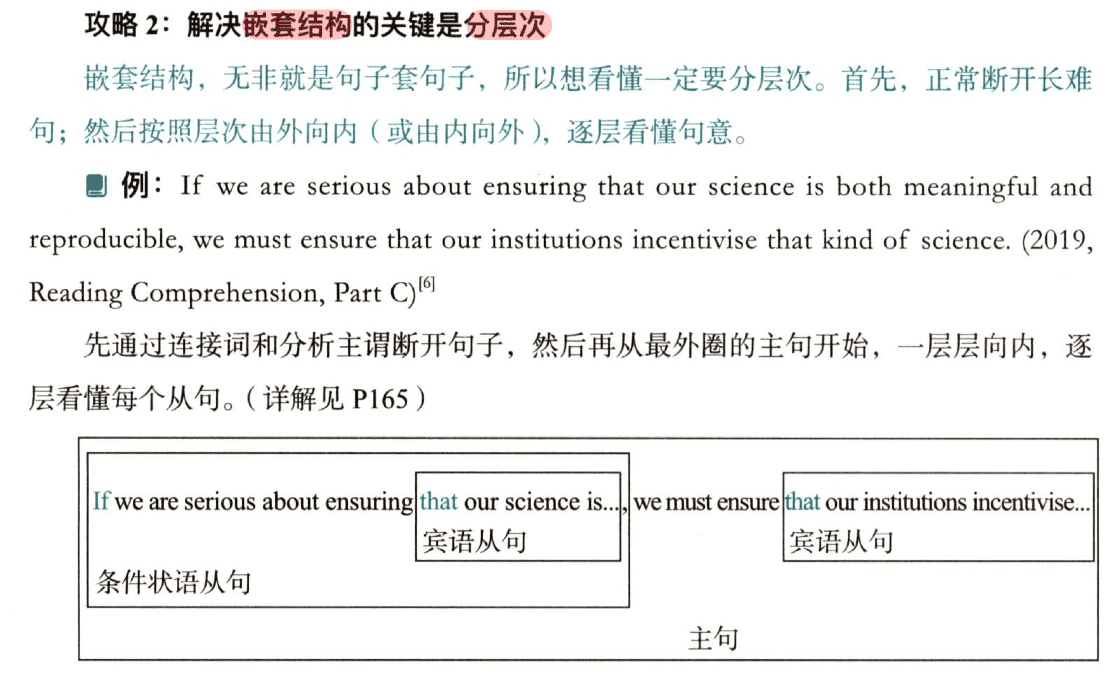 攻略 2：解决嵌套结构的关键是分层次
嵌套结构，无非就是句子套句子，所以想看懂一定要分层次。首先，正常断开长难
句；然后按照层次由外向内（或由内向外），逐层看懂句意。
例：If we are serious about ensuring that our science is both meaningful and
reproducible, we must ensure that our institutions incentivise that kind of science. (2019,
Reading Comprehension, Part C)[6]
先通过连接词和分析主谓断开句子，然后再从最外圈的主句开始，一层层向内，逐
层看懂每个从句。（详解见 P165）
If we are serious about ensuring that our science is..., we must ensure that our institutions incentivise...
宾语从句 宾语从句
条件状语从句
主句